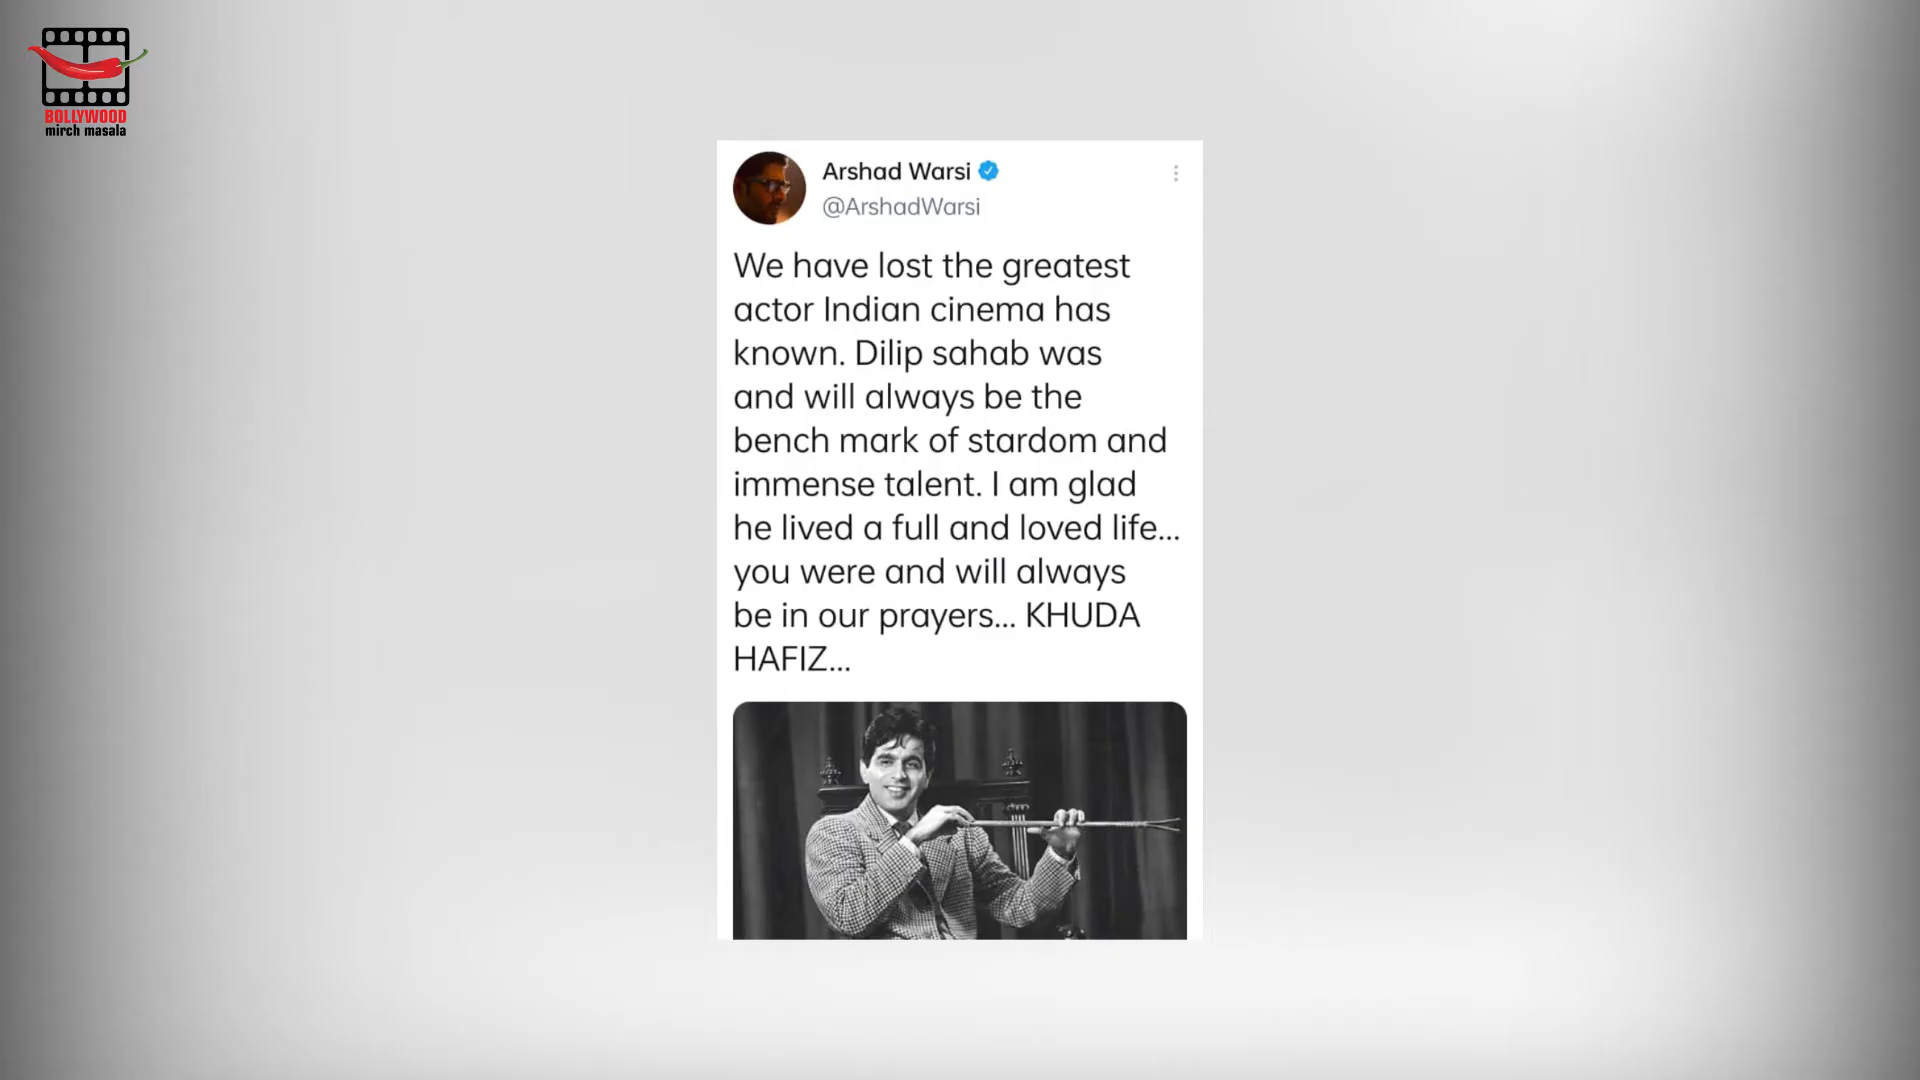 BOLLYWOOD
mirch masala
Arshad Warsi
@ArshadWarsi
We have lost the greatest
actor Indian cinema has
known. Dilip sahab was
and will always be the
bench mark of stardom and
immense talent. I am glad
he lived a full and loved life...
you were and will always
be in our prayers... KHUDA
HAFIZ...